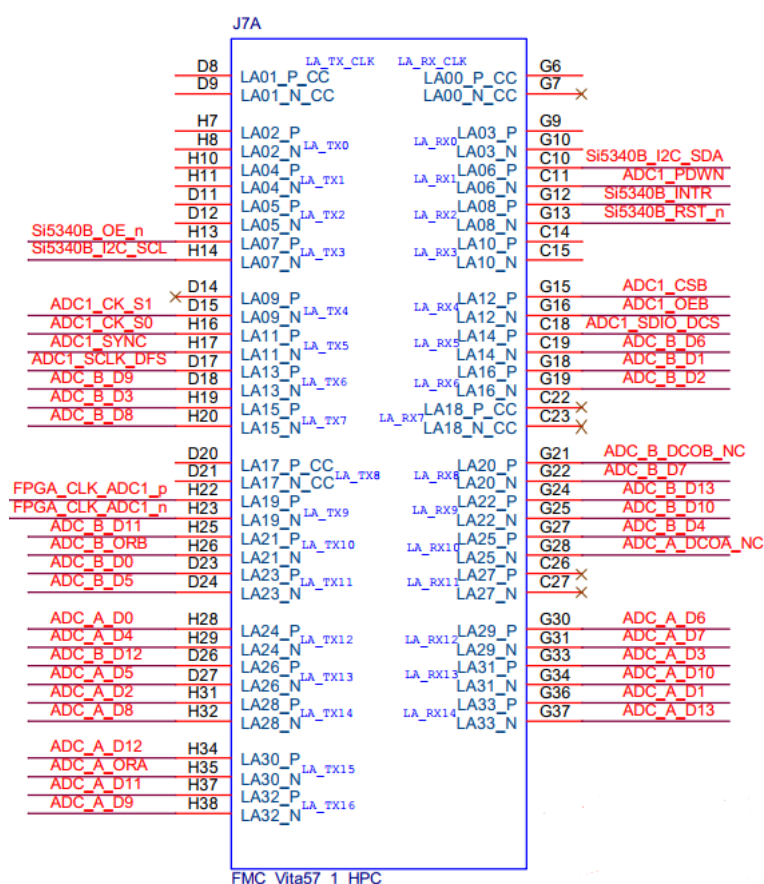 J7A
LA_TX_CLK LA_RX_CLK
D8 LA01_P_CC LA00_P_CC G6
D9 LA01_N_CC LA00_N_CC G7
H7 LA02_P LA03_P G9
H8 LA02_N LA_TX0 LA_RX0 LA03_N G10
H10 LA04_P LA06_P C10 Si5340B_I2C_SDA
H11 LA04_N LA_TX1 LA_RX1 LA06_N C11 ADC1_PDWN
D11 LA05_P LA08_P G12 Si5340B_INTR
D12 LA05_N LA_TX2 LA_RX2 LA08_N G13 Si5340B_RST_n
Si5340B_OE_n H13 LA07_P LA10_P C14
Si5340B_I2C_SCL H14 LA07_N LA_TX3 LA_RX3 LA10_N C15
D14 LA09_P LA12_P G15 ADC1_CSB
ADC1_CK_S1 D15 LA09_N LA_TX4 LA_RX4 LA12_N G16 ADC1_OEB
ADC1_CK_S0 H16 LA11_P LA14_P C18 ADC1_SDIO_DCS
ADC1_SYNC H17 LA11_N LA_TX5 LA_RX5 LA14_N C19 ADC_B_D6
ADC1_SCLK_DFS D17 LA13_P LA16_P G18 ADC_B_D1
ADC_B_D9 D18 LA13_N LA_TX6 LA_RX6 LA16_N G19 ADC_B_D2
ADC_B_D3 H19 LA15_P LA18_P_CC C22
ADC_B_D8 H20 LA15_N LA_TX7 LA_RX7 LA18_N_CC C23
D20 LA17_P_CC LA20_P G21 ADC_B_DCOB_NC
D21 LA17_N_CC LA_TX8 LA_RX8 LA20_N G22 ADC_B_D7
FPGA_CLK_ADC1_p H22 LA19_P LA22_P G24 ADC_B_D13
FPGA_CLK_ADC1_n H23 LA19_N LA_TX9 LA_RX9 LA22_N G25 ADC_B_D10
ADC_B_D11 H25 LA21_P LA25_P G27 ADC_B_D4
ADC_B_ORB H26 LA21_N LA_TX10 LA_RX10 LA25_N G28 ADC_A_DCOA_NC
ADC_B_D0 D23 LA23_P LA27_P C26
ADC_B_D5 D24 LA23_N LA_TX11 LA_RX11 LA27_N C27
ADC_A_D0 H28 LA24_P LA29_P G30 ADC_A_D6
ADC_A_D4 H29 LA24_N LA_TX12 LA_RX12 LA29_N G31 ADC_A_D7
ADC_B_D12 D26 LA26_P LA31_P G33 ADC_A_D3
ADC_A_D5 D27 LA26_N LA_TX13 LA_RX13 LA31_N G34 ADC_A_D10
ADC_A_D2 H31 LA28_P LA33_P G36 ADC_A_D1
ADC_A_D8 H32 LA28_N LA_TX14 LA_RX14 LA33_N G37 ADC_A_D13
ADC_A_D12 H34 LA30_P
ADC_A_ORA H35 LA30_N LA_TX15
ADC_A_D11 H37 LA32_P
ADC_A_D9 H38 LA32_N LA_TX16
FMC_Vita57_1_HPC